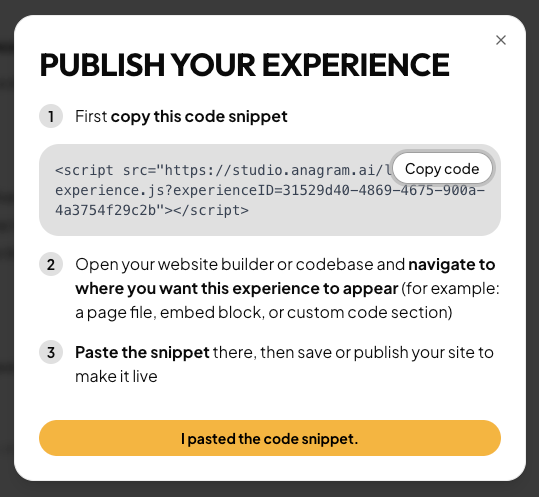 PUBLISH YOUR EXPERIENCE
1 First copy this code snippet
<script src="https://studio.anagram.ai/
Copy code
experience.js?experienceID=31529d40-4869-4675-900a-
4a3754f29c2b"></script>
2 Open your website builder or codebase and navigate to
where you want this experience to appear (for example:
a page file, embed block, or custom code section)
3 Paste the snippet there, then save or publish your site to
make it live
I pasted the code snippet.